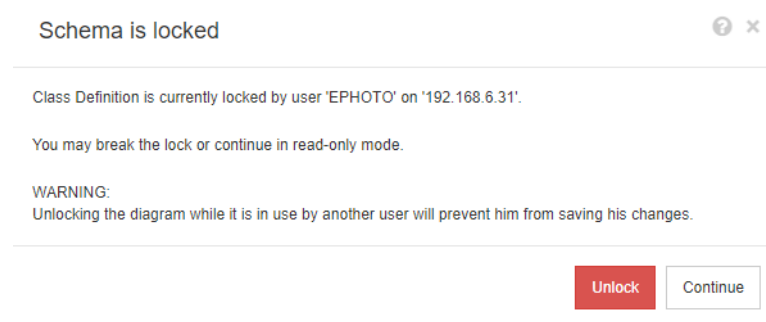 Schema is locked
Class Definition is currently locked by user 'EPHOTO' on '192.168.6.31'.
You may break the lock or continue in read-only mode.
WARNING:
Unlocking the diagram while it is in use by another user will prevent him from saving his changes.
Unlock Continue